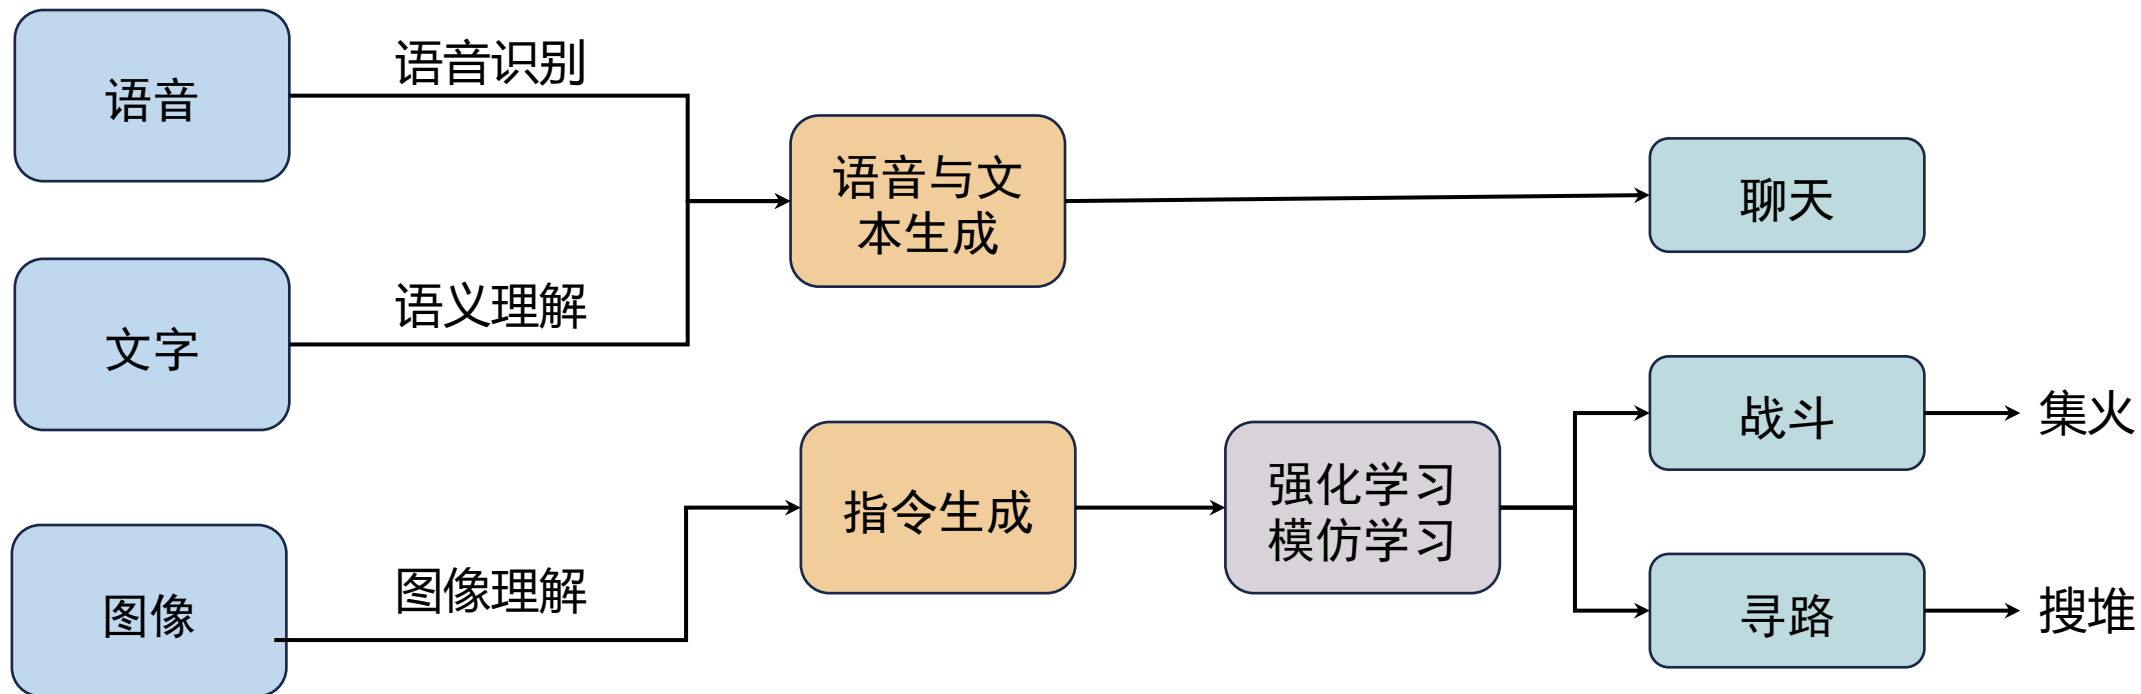 语音
语音识别
语音与文
本生成
聊天
文字
语义理解
图像
图像理解
指令生成
强化学习
模仿学习
战斗
集火
寻路
搜堆